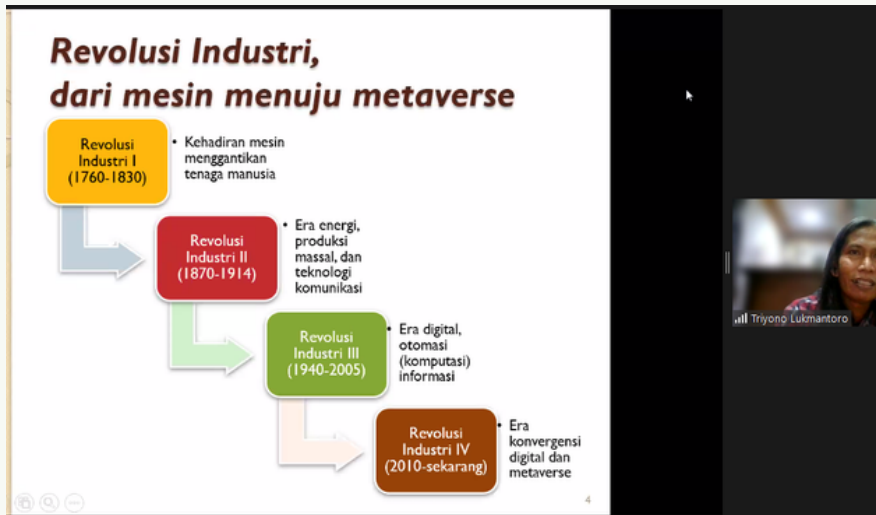 Revolusi Industri,
dari mesin menuju metaverse
Revolusi
Industri I
(1760-1830)
• Kehadiran mesin
menggantikan
tenaga manusia
Revolusi
Industri II
(1870-1914)
• Era energi,
produksi
massal, dan
teknologi
komunikasi
Revolusi
Industri III
(1940-2005)
• Era digital,
otomasi
(komputasi)
informasi
Revolusi
Industri IV
(2010-sekarang)
• Era
konvergensi
digital dan
metaverse
4
Triyono Lukmantoro